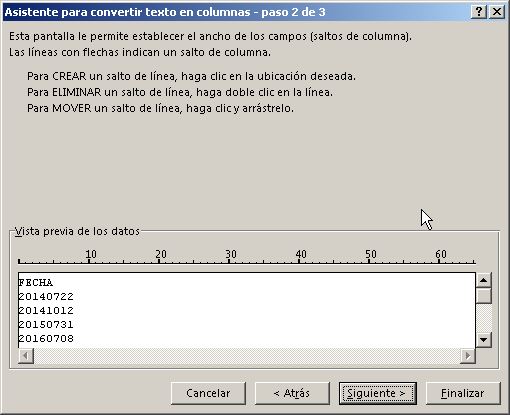 Asistente para convertir texto en columnas - paso 2 de 3
Esta pantalla le permite establecer el ancho de los campos (saltos de columna).
Las líneas con flechas indican un salto de columna.
Para CREAR un salto de línea, haga clic en la ubicación deseada.
Para ELIMINAR un salto de línea, haga doble clic en la línea.
Para MOVER un salto de línea, haga clic y arrástrelo.
Vista previa de los datos
10 20 30 40 50 60
FECHA
20140722
20141012
20150731
20160708
Cancelar < Atrás Siguiente > Finalizar